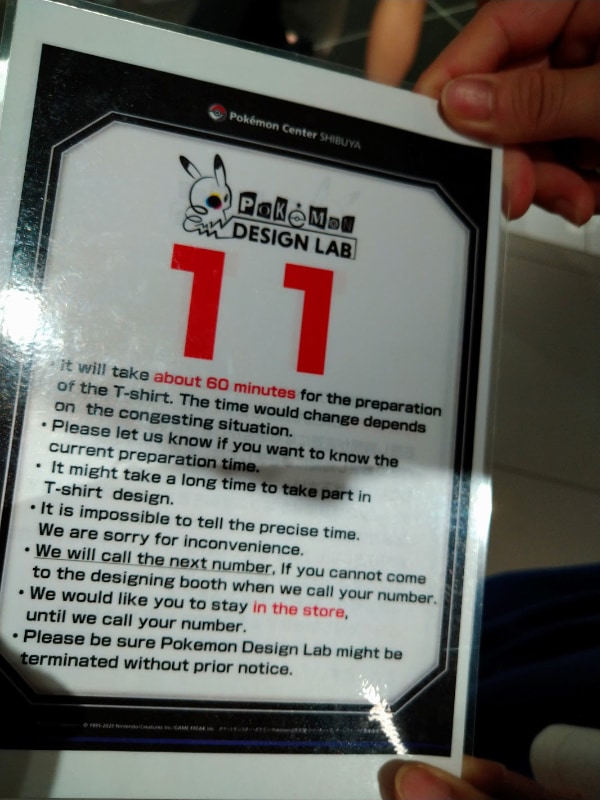 Pokémon Center SHIBUYA
POKéMON
DESIGN LAB
11
・It will take about 60 minutes for the preparation
of the T-shirt. The time would change depends
on the congesting situation.
・Please let us know if you want to know the
current preparation time.
・ It might take a long time to take part in
T-shirt design.
・It is impossible to tell the precise time.
We are sorry for inconvenience.
・We will call the next number, If you cannot come
to the designing booth when we call your number.
・We would like you to stay in the store,
until we call your number.
・Please be sure Pokemon Design Lab might be
terminated without prior notice.